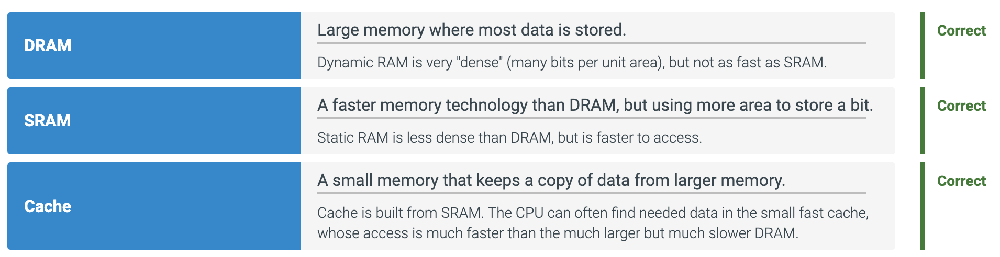 DRAM
Large memory where most data is stored.
Correct
Dynamic RAM is very "dense" (many bits per unit area), but not as fast as SRAM.
SRAM
A faster memory technology than DRAM, but using more area to store a bit.
Correct
Static RAM is less dense than DRAM, but is faster to access.
Cache
A small memory that keeps a copy of data from larger memory.
Correct
Cache is built from SRAM. The CPU can often find needed data in the small fast cache,
whose access is much faster than the much larger but much slower DRAM.